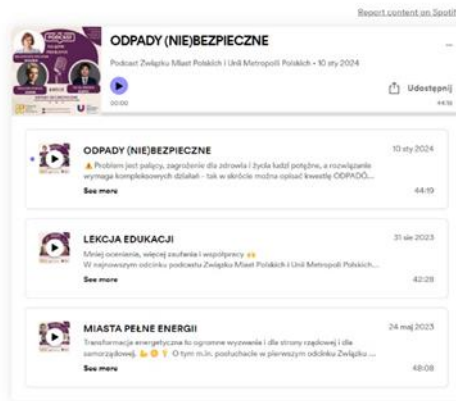 Report content on Spotif
ODPADY (NIE)BEZPIECZNE
...
Podcast Związku Miast Polskich i Unii Metropolii Polskich • 10 sty 2024
Udostępnij
00:00
44:19
PODCAST
ODPADY (NIE)BEZPIECZNE
10 sty 2024
⚠️ Problem jest palący, zagrożenie dla zdrowia i życia ludzi potężne, a rozwiązanie
wymaga kompleksowych działań - tak w skrócie można opisać kwestię ODPADÓ...
See more
44:19
LEKCJA EDUKACJI
31 sie 2023
Mniej oceniania, więcej zaufania i współpracy 🙌
W najnowszym odcinku podcastu Związku Miast Polskich i Unii Metropolii Polskich...
See more
42:28
MIASTA PEŁNE ENERGII
24 maj 2023
Transformacja energetyczna to ogromne wyzwanie i dla strony rządowej i dla
samorządowej. O tym m.in. posłuchacie w pierwszym odcinku Związku ...
See more
48:08